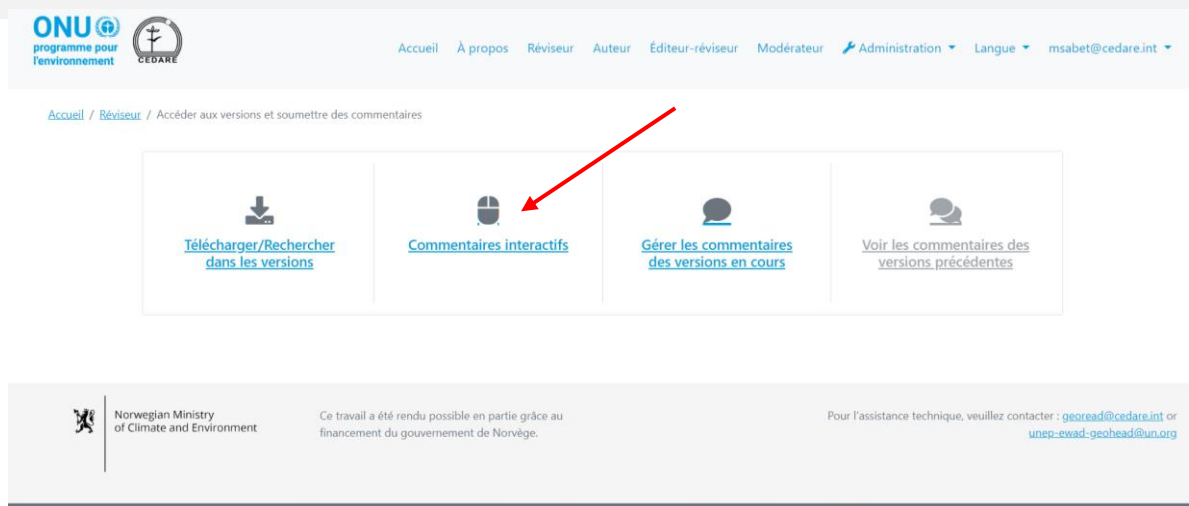 ONU
programme pour
l'environnement
CEDARE
Accueil À propos Réviseur Auteur Éditeur-réviseur Modérateur Administration Langue msabet@cedare.int
Accueil / Réviseur / Accéder aux versions et soumettre des commentaires
Télécharger/Rechercher
dans les versions
Commentaires interactifs
Gérer les commentaires
des versions en cours
Voir les commentaires des
versions précédentes
Norwegian Ministry
of Climate and Environment
Ce travail a été rendu possible en partie grâce au
financement du gouvernement de Norvège.
Pour l'assistance technique, veuillez contacter : georead@cedare.int or
unep-ewad-geohead@un.org